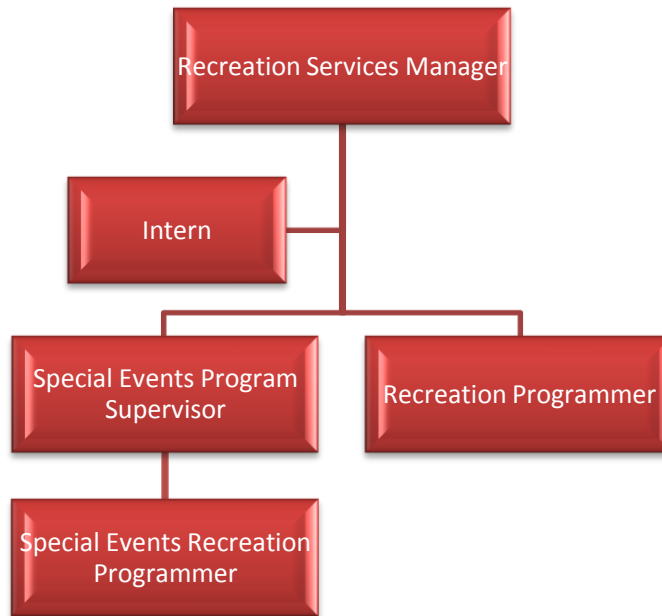 Recreation Services Manager
Intern
Special Events Program
Supervisor
Recreation Programmer
Special Events Recreation
Programmer